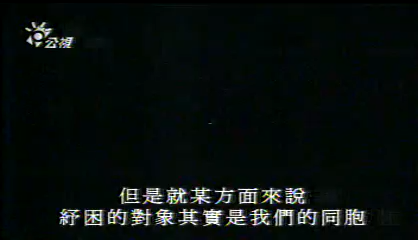 公視
但是就某方面來說
紓困的對象其實是我們的同胞